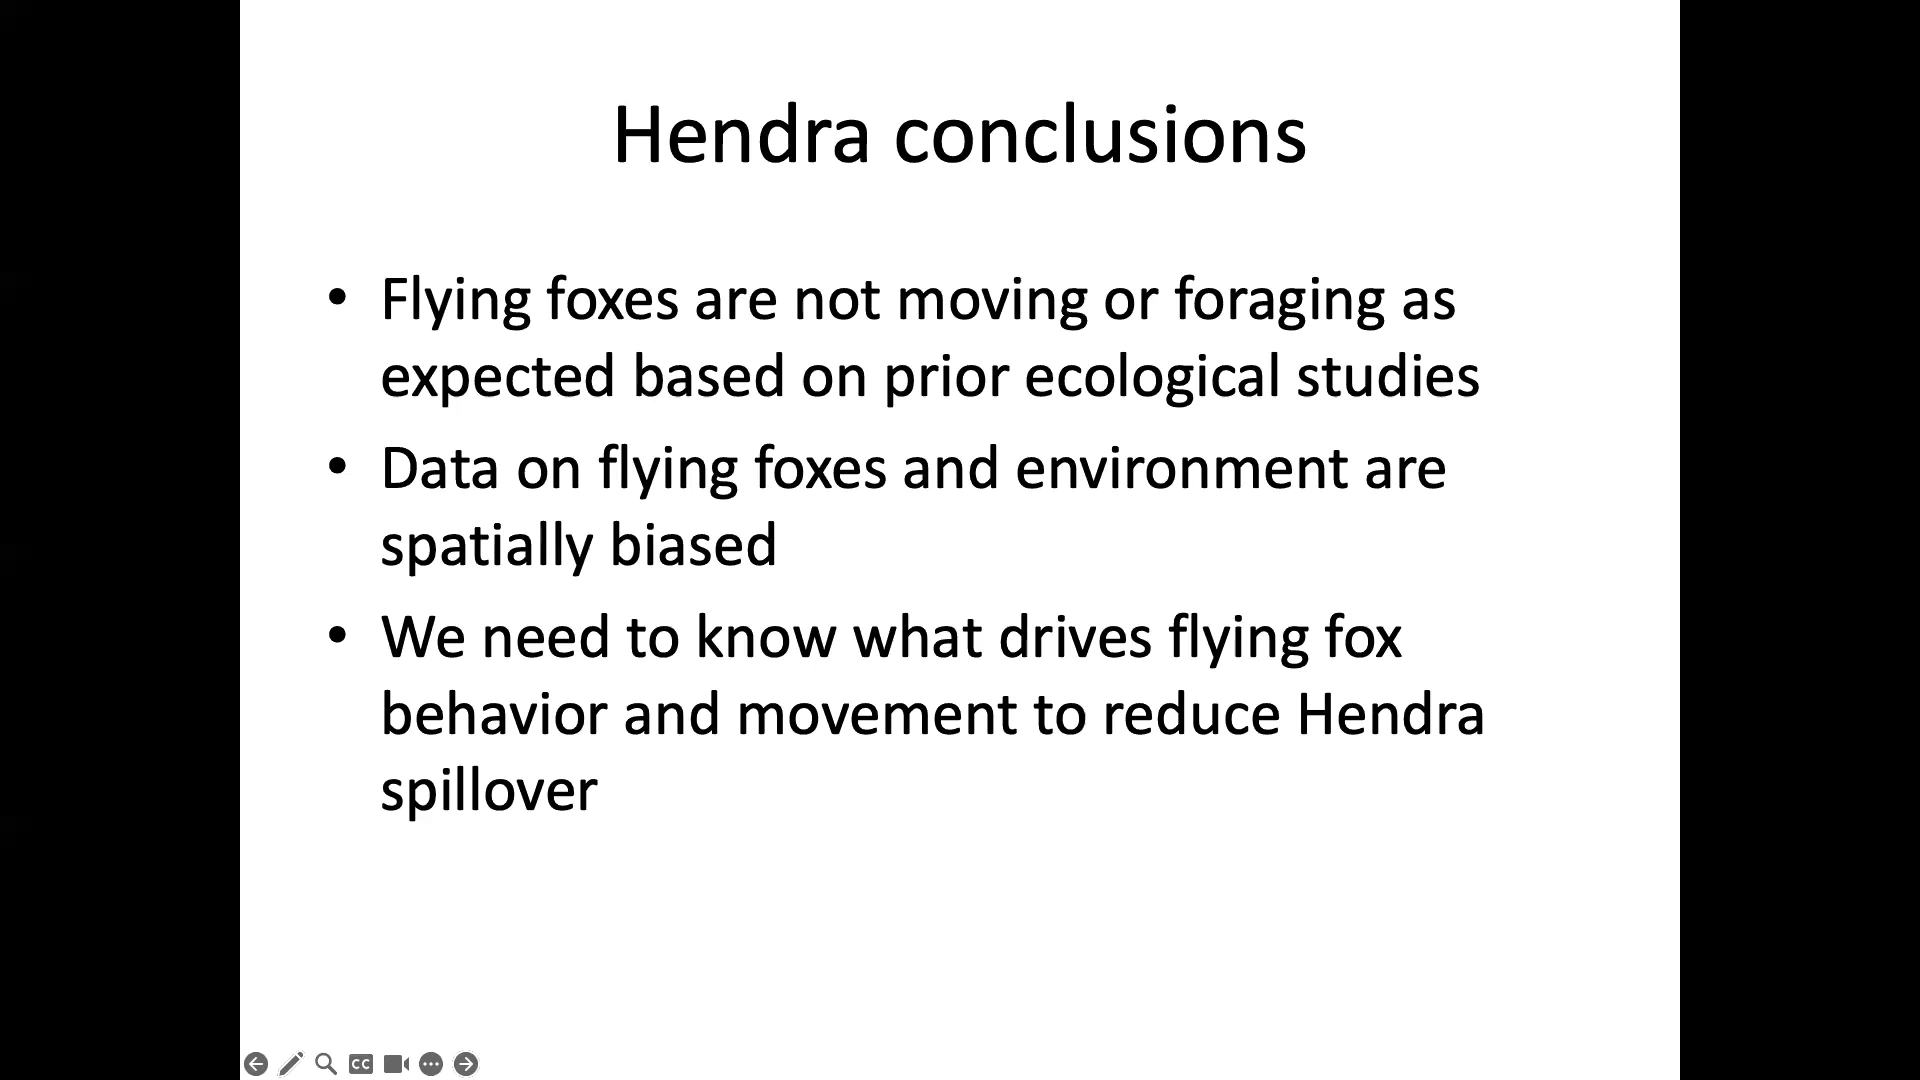 Hendra conclusions
• Flying foxes are not moving or foraging as
expected based on prior ecological studies
• Data on flying foxes and environment are
spatially biased
• We need to know what drives flying fox
behavior and movement to reduce Hendra
spillover
CC